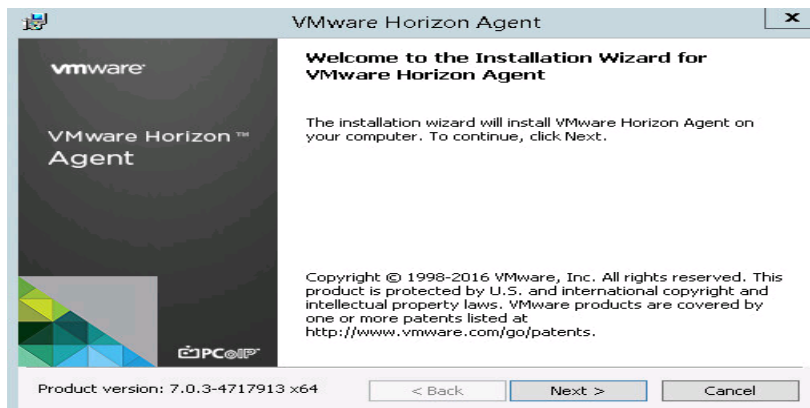 VMware Horizon Agent
x
vmware
VMware Horizon ™
Agent
Welcome to the Installation Wizard for
VMware Horizon Agent
The installation wizard will install VMware Horizon Agent on
your computer. To continue, click Next.
Copyright © 1998-2016 VMware, Inc. All rights reserved. This
product is protected by U.S. and international copyright and
intellectual property laws. VMware products are covered by
one or more patents listed at
http://www.vmware.com/go/patents.
PCoIP
Product version: 7.0.3-4717913 x64
< Back
Next >
Cancel